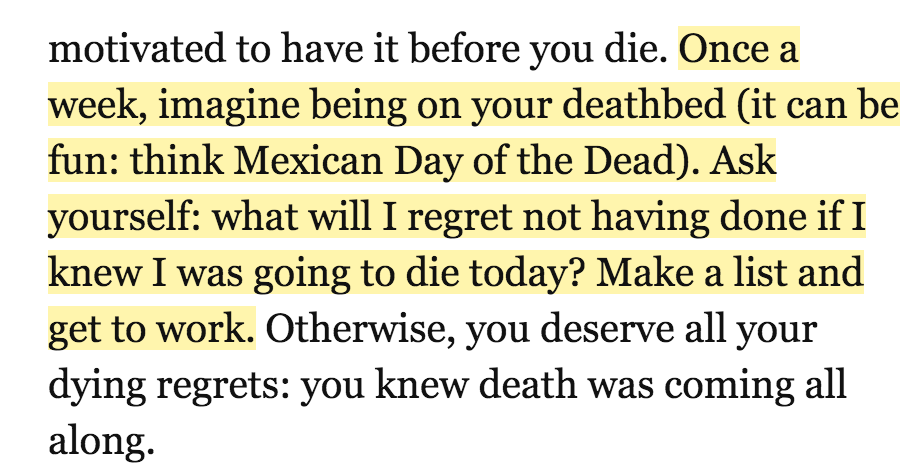 motivated to have it before you die. Once a
week, imagine being on your deathbed (it can be
fun: think Mexican Day of the Dead). Ask
yourself: what will I regret not having done if I
knew I was going to die today? Make a list and
get to work. Otherwise, you deserve all your
dying regrets: you knew death was coming all
along.